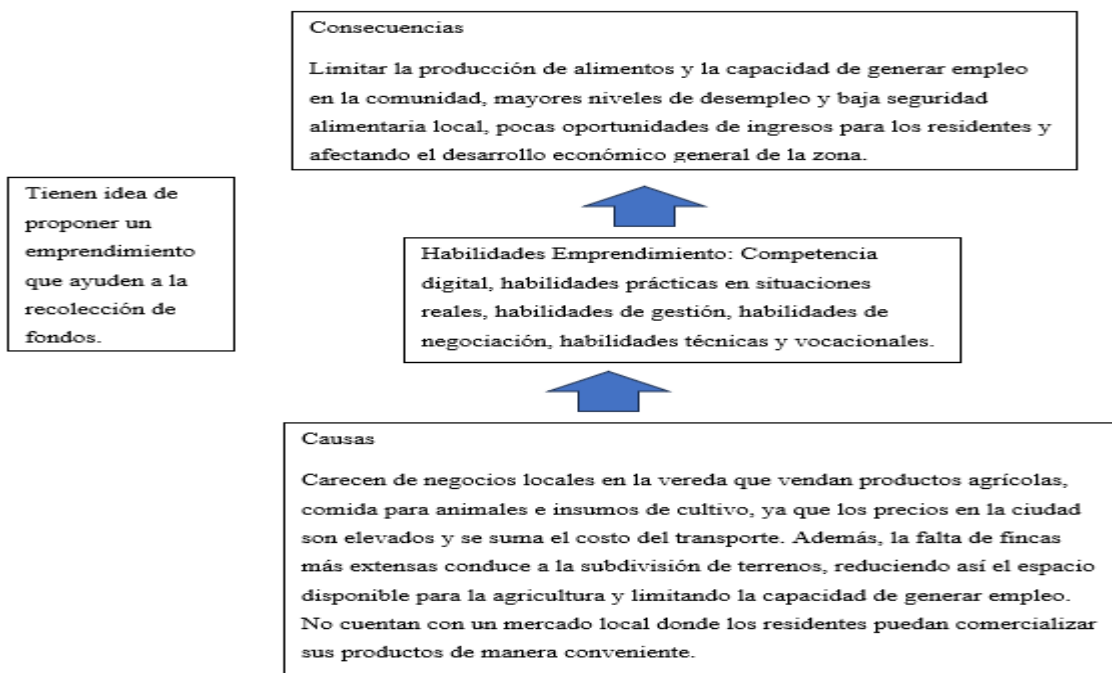 Consecuencias
Limitar la producción de alimentos y la capacidad de generar empleo
en la comunidad, mayores niveles de desempleo y baja seguridad
alimentaria local, pocas oportunidades de ingresos para los residentes y
afectando el desarrollo económico general de la zona.
Tienen idea de
proponer un
emprendimiento
que ayuden a la
recolección de
fondos.
Habilidades Emprendimiento: Competencia
digital, habilidades prácticas en situaciones
reales, habilidades de gestión, habilidades de
negociación, habilidades técnicas y vocacionales.
Causas
Carecen de negocios locales en la vereda que vendan productos agrícolas,
comida para animales e insumos de cultivo, ya que los precios en la ciudad
son elevados y se suma el costo del transporte. Además, la falta de fincas
más extensas conduce a la subdivisión de terrenos, reduciendo así el espacio
disponible para la agricultura y limitando la capacidad de generar empleo.
No cuentan con un mercado local donde los residentes puedan comercializar
sus productos de manera conveniente.